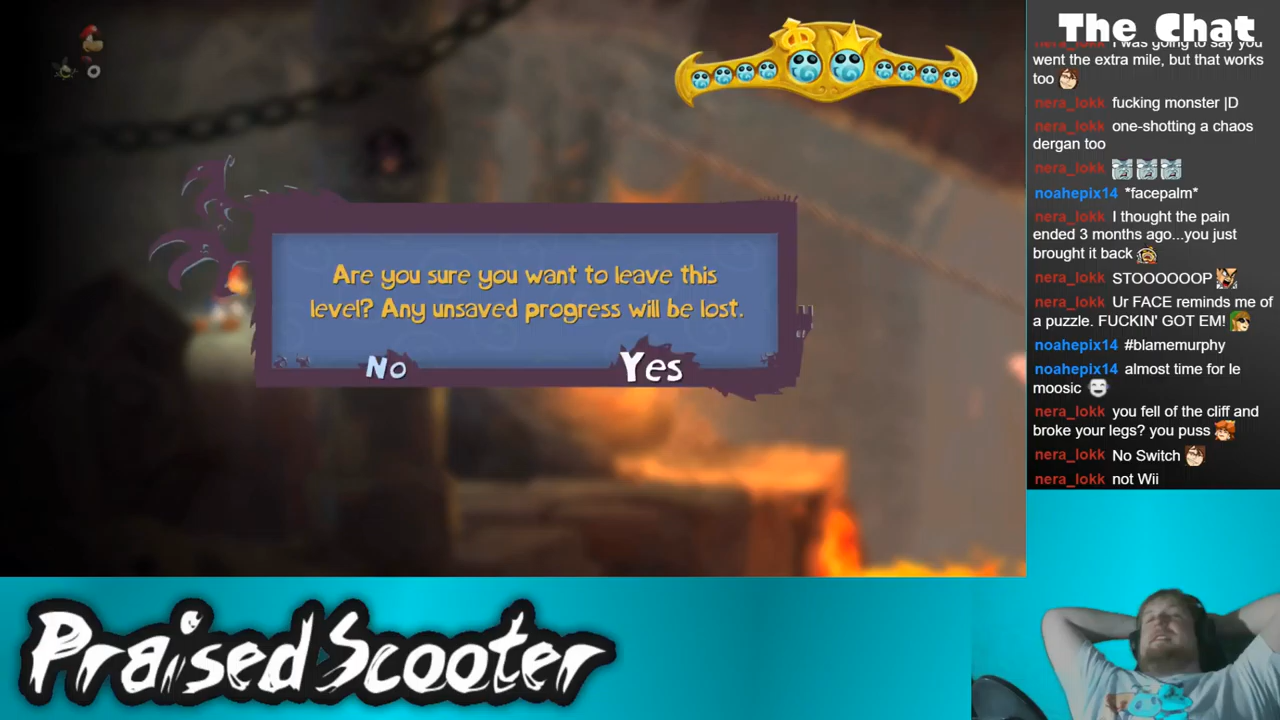 Are you sure you want to leave this
level? Any unsaved progress will be lost.
No
Yes
The Chat
nera_lokk I was going to say you
went the extra mile, but that works
too
nera_lokk fucking monster |D
nera_lokk one-shotting a chaos
dergan too
nera_lokk
noahepix14 *facepalm*
nera_lokk I thought the pain
ended 3 months ago...you just
brought it back
nera_lokk STOOOOOOP
nera_lokk Ur FACE reminds me of
a puzzle. FUCKIN' GOT EM!
noahepix14 #blamemurphy
noahepix14 almost time for le
moosic
nera_lokk you fell of the cliff and
broke your legs? you puss
nera_lokk No Switch
nera_lokk not Wii
PraisedScooter